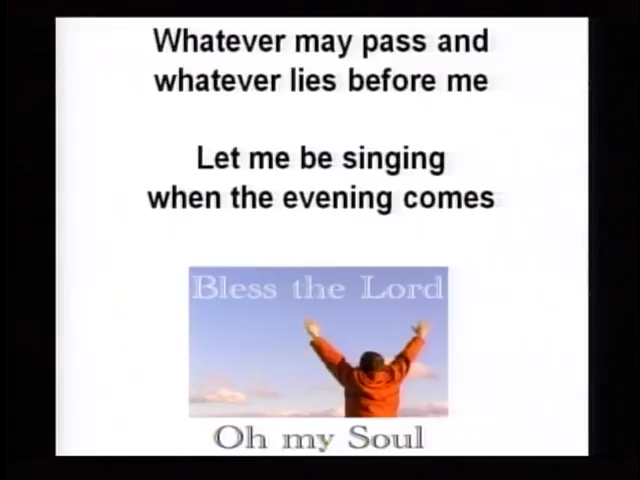 Whatever may pass and
whatever lies before me
Let me be singing
when the evening comes
Bless the Lord
Oh my Soul